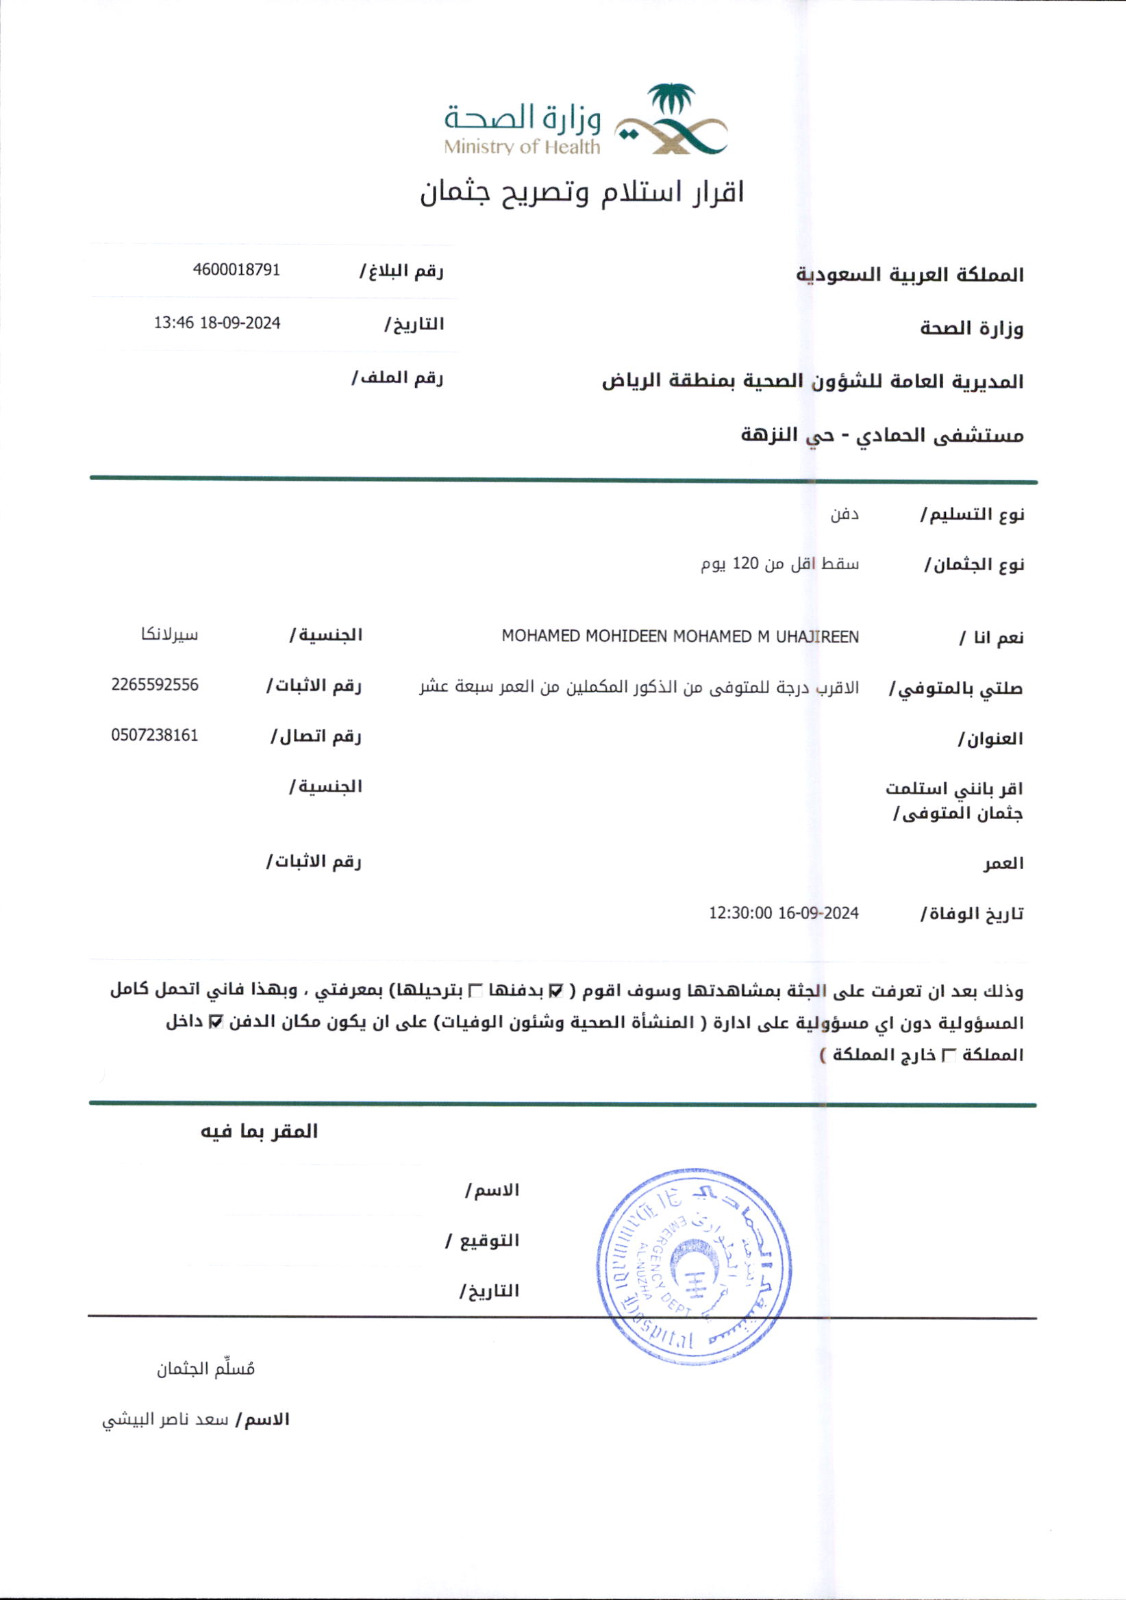 وزارة الصحة
Ministry of Health
اقرار استلام وتصريح جثمان
المملكة العربية السعودية
رقم البلاغ/ 4600018791
وزارة الصحة
التاريخ/ 18-09-2024 13:46
المديرية العامة للشؤون الصحية بمنطقة الرياض
رقم الملف/
مستشفى الحمادي - حي النزهة
نوع التسليم/ دفن
نوع الجثمان/ سقط اقل من 120 يوم
نعم انا / MOHAMED MOHIDEEN MOHAMED M UHAJIREEN الجنسية/ سيرلانكا
صلتي بالمتوفي/ الاقرب درجة للمتوفى من الذكور المكملين من العمر سبعة عشر رقم الاثبات/ 2265592556
العنوان/ رقم اتصال/ 0507238161
اقر بانني استلمت الجنسية/
جثمان المتوفى/
العمر رقم الاثبات/
تاريخ الوفاة/ 16-09-2024 12:30:00
وذلك بعد ان تعرفت على الجثة بمشاهدتها وسوف اقوم ( ☑ بدفنها ☐ بترحيلها) بمعرفتي ، وبهذا فاني اتحمل كامل
المسؤولية دون اي مسؤولية على ادارة ( المنشأة الصحية وشئون الوفيات) على ان يكون مكان الدفن ☑ داخل
المملكة ☐ خارج المملكة )
المقر بما فيه
الاسم/
التوقيع /
التاريخ/
مستشفى الحمادي
Al Hammadi Hospital
النزهة
EMERGENCY DEPT.
AL-NUZHA
مُسلِّم الجثمان
الاسم/ سعد ناصر البيشي